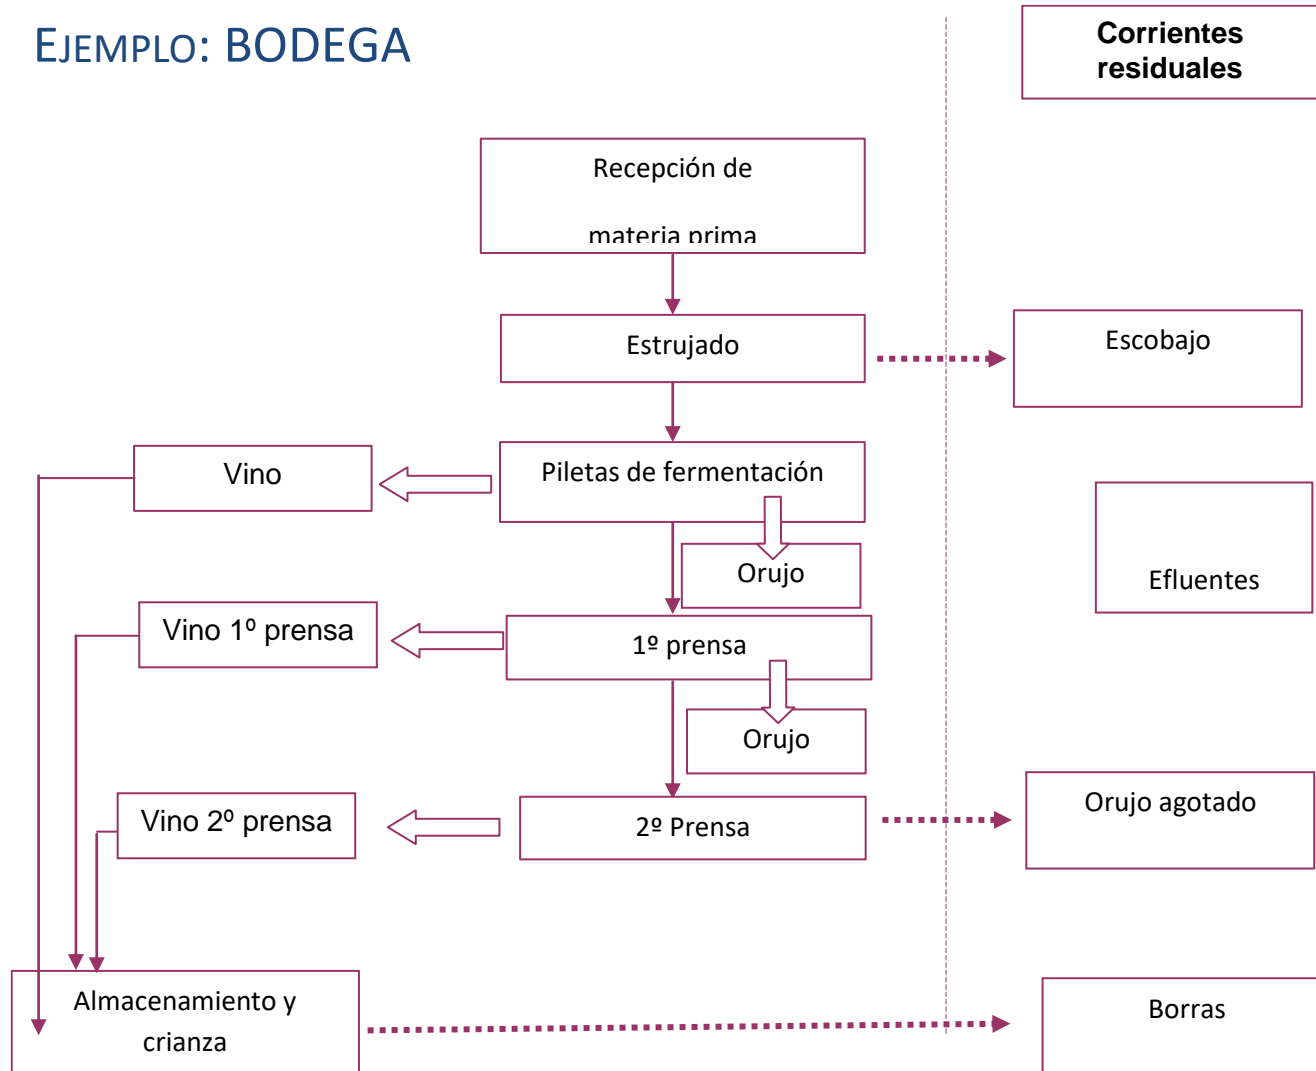 EJEMPLO: BODEGA
Corrientes
residuales
Recepción de
materia prima
Estrujado
Escobajo
Vino
Piletas de fermentación
Orujo
Efluentes
Vino 1º prensa
1º prensa
Orujo
Vino 2º prensa
2º Prensa
Orujo agotado
Almacenamiento y
crianza
Borras